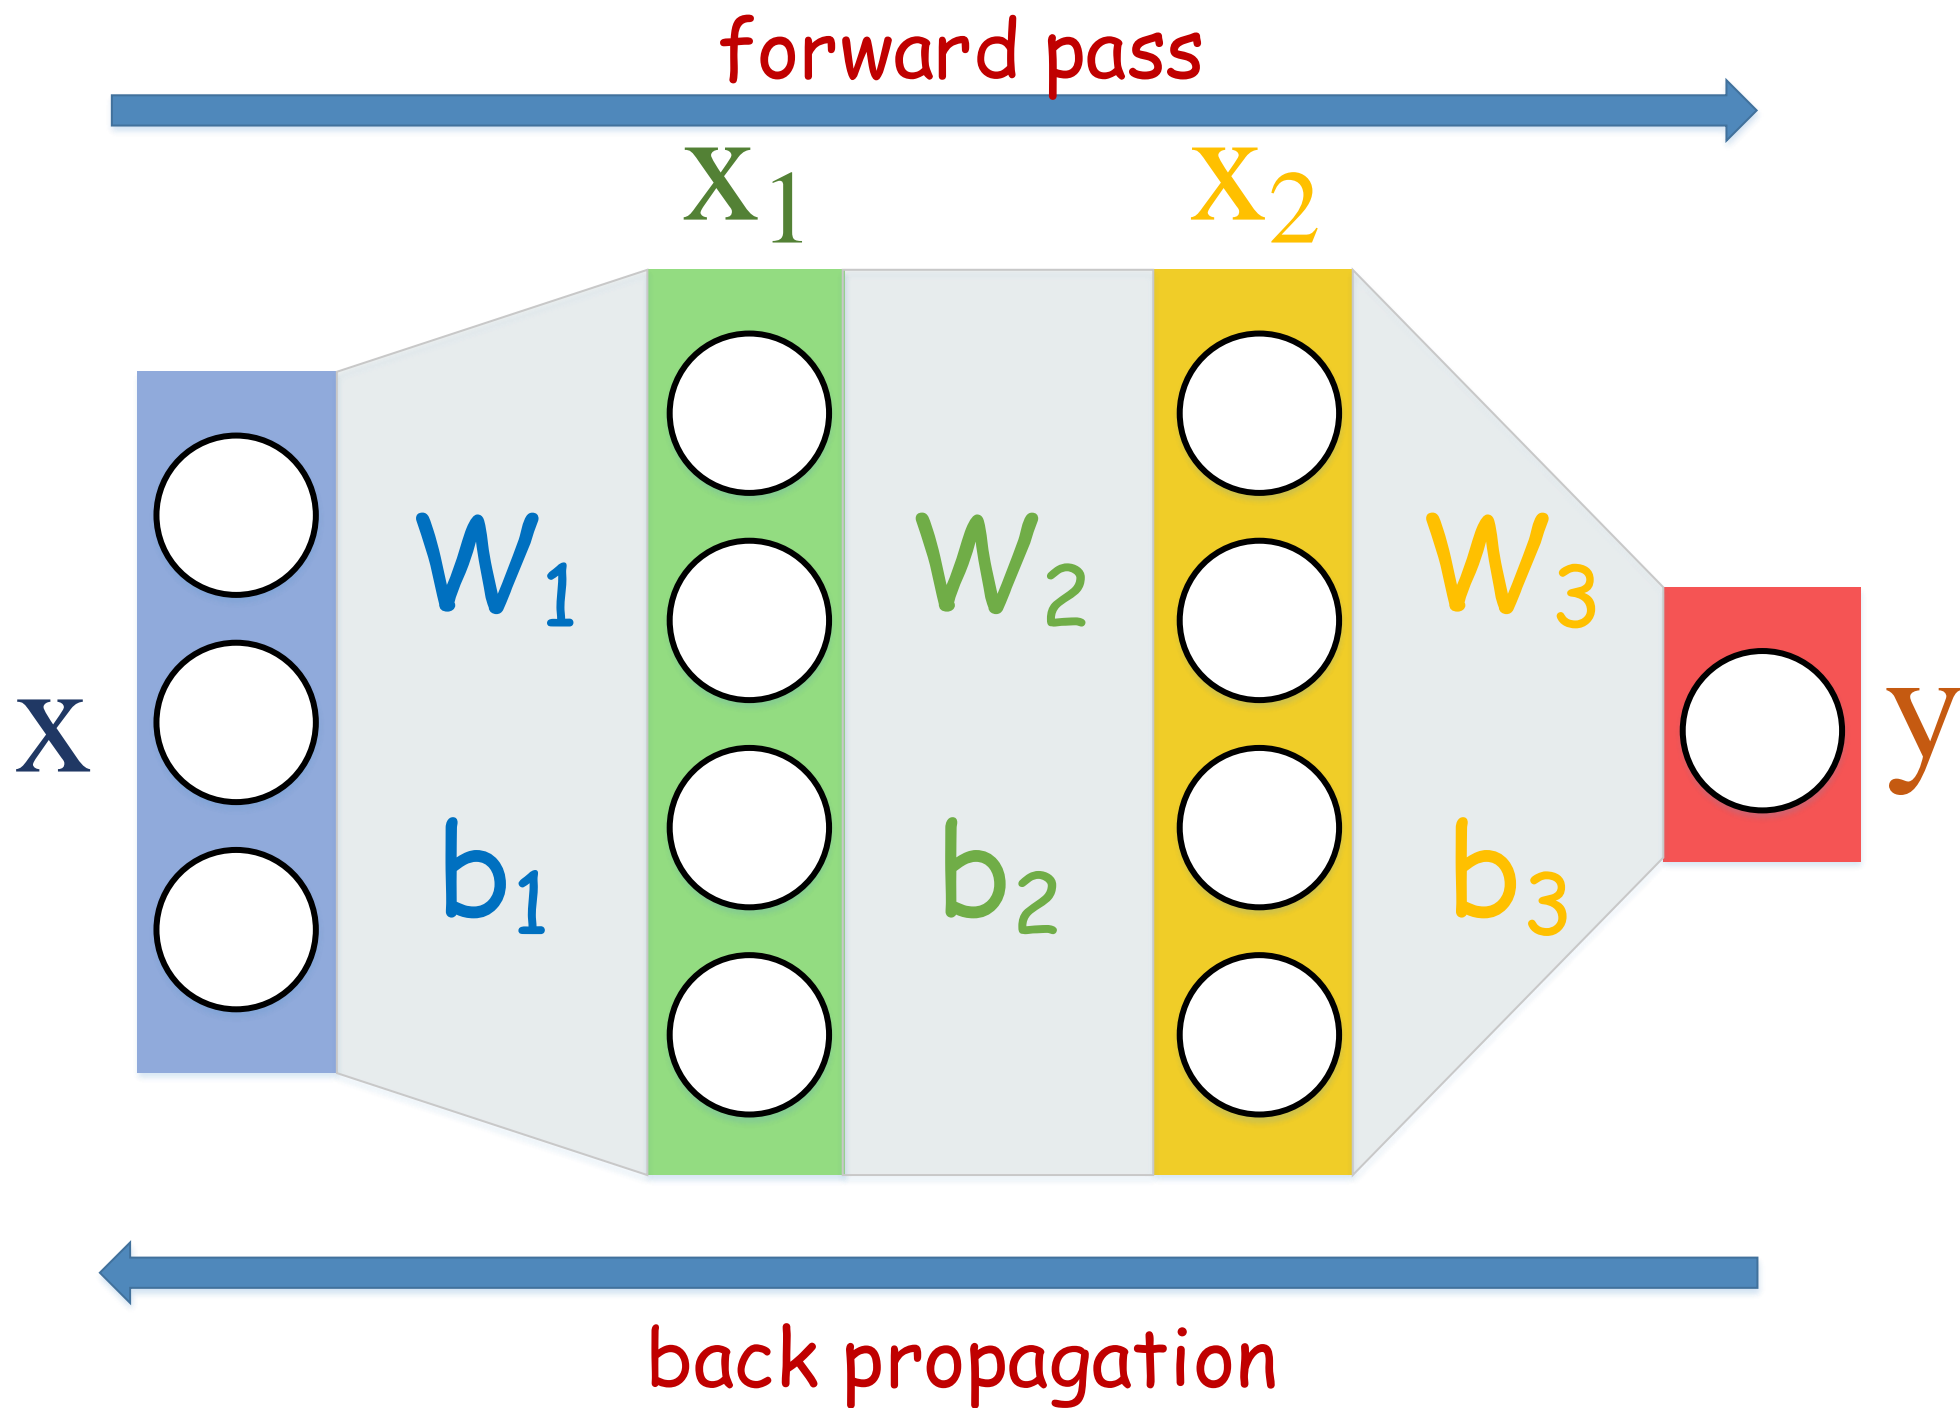 forward pass
x₁ x₂
W₁ W₂ W₃
x y
b₁ b₂ b₃
back propagation